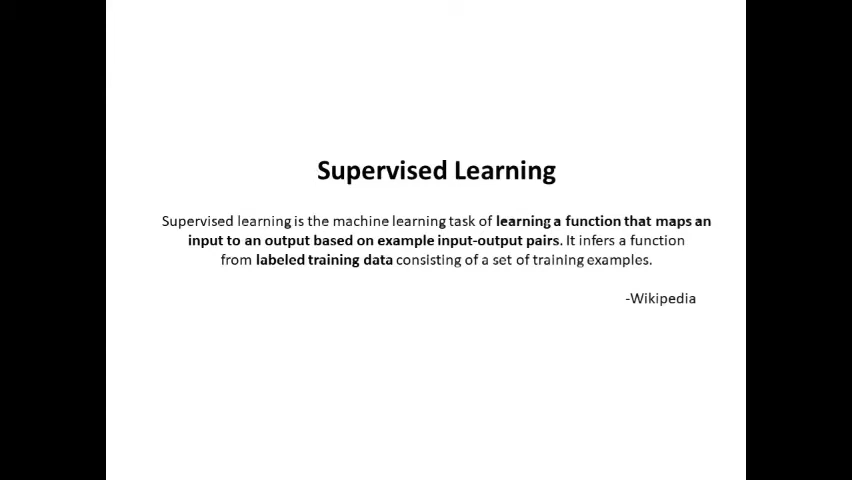 Supervised Learning
Supervised learning is the machine learning task of learning a function that maps an
input to an output based on example input-output pairs. It infers a function
from labeled training data consisting of a set of training examples.
-Wikipedia